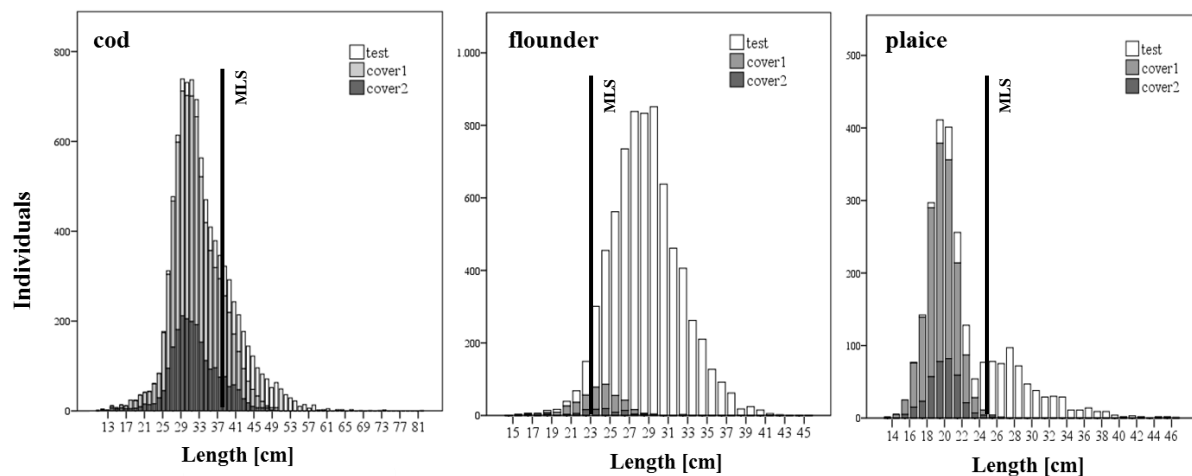 cod
test
cover1
cover2
MLS
800
600
400
200
0
13 17 21 25 29 33 37 41 45 49 53 57 61 65 69 73 77 81
Length [cm]
Individuals
flounder
test
cover1
cover2
MLS
1.000
800
600
400
200
0
15 17 19 21 23 25 27 29 31 33 35 37 39 41 43 45
Length [cm]
plaice
test
cover1
cover2
MLS
500
400
300
200
100
0
14 16 18 20 22 24 26 28 30 32 34 36 38 40 42 44 46
Length [cm]